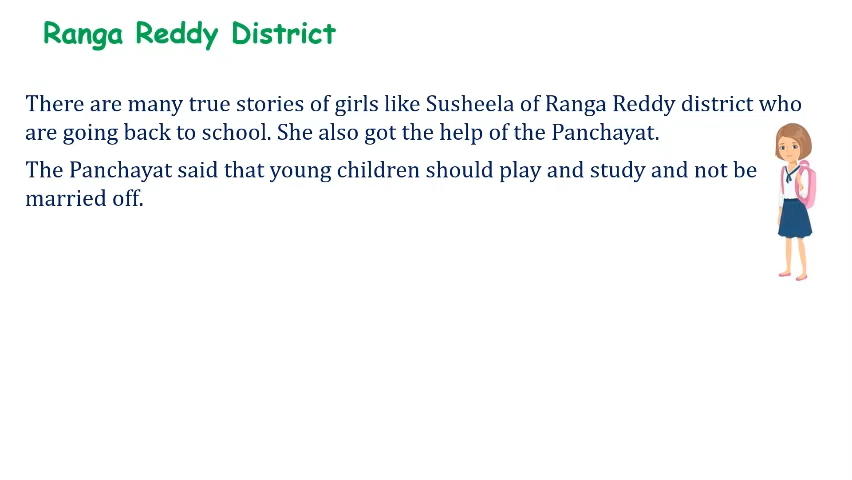 Ranga Reddy District
There are many true stories of girls like Susheela of Ranga Reddy district who
are going back to school. She also got the help of the Panchayat.
The Panchayat said that young children should play and study and not be
married off.